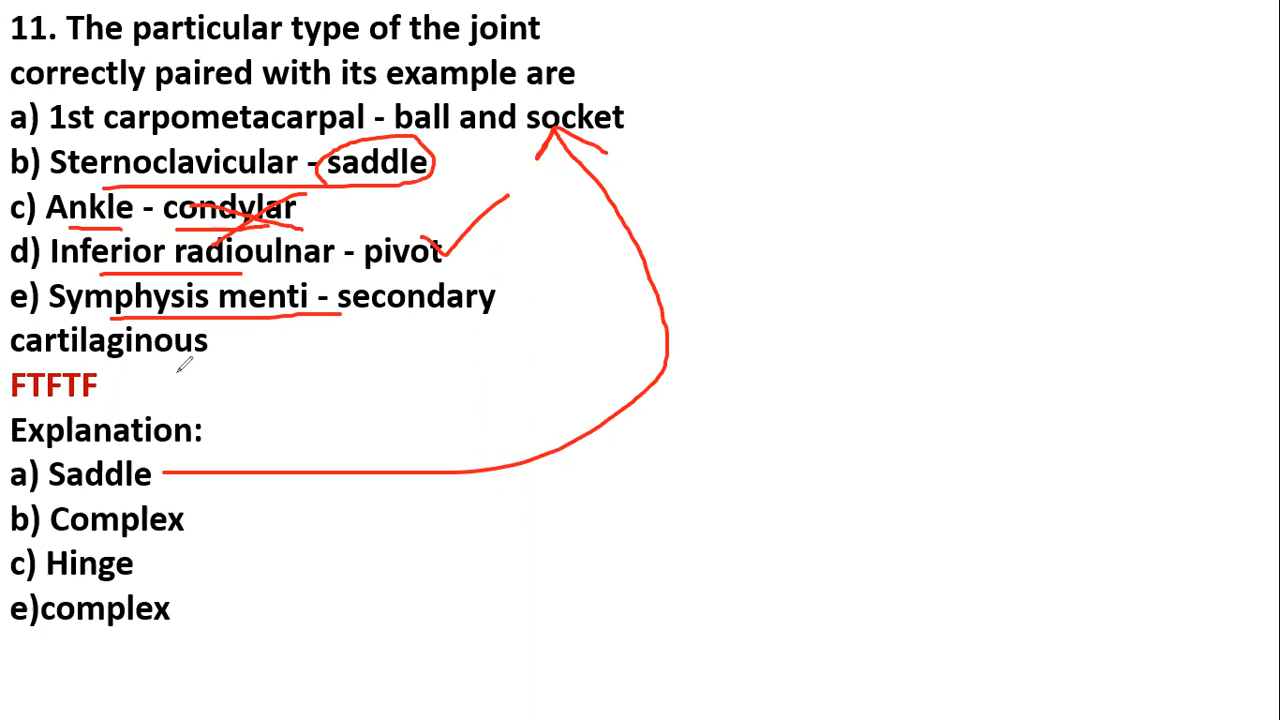 11. The particular type of the joint
correctly paired with its example are
a) 1st carpometacarpal - ball and socket
b) Sternoclavicular - saddle
c) Ankle - condylar
d) Inferior radioulnar - pivot
e) Symphysis menti - secondary
cartilaginous
FTFTF
Explanation:
a) Saddle
b) Complex
c) Hinge
e)complex